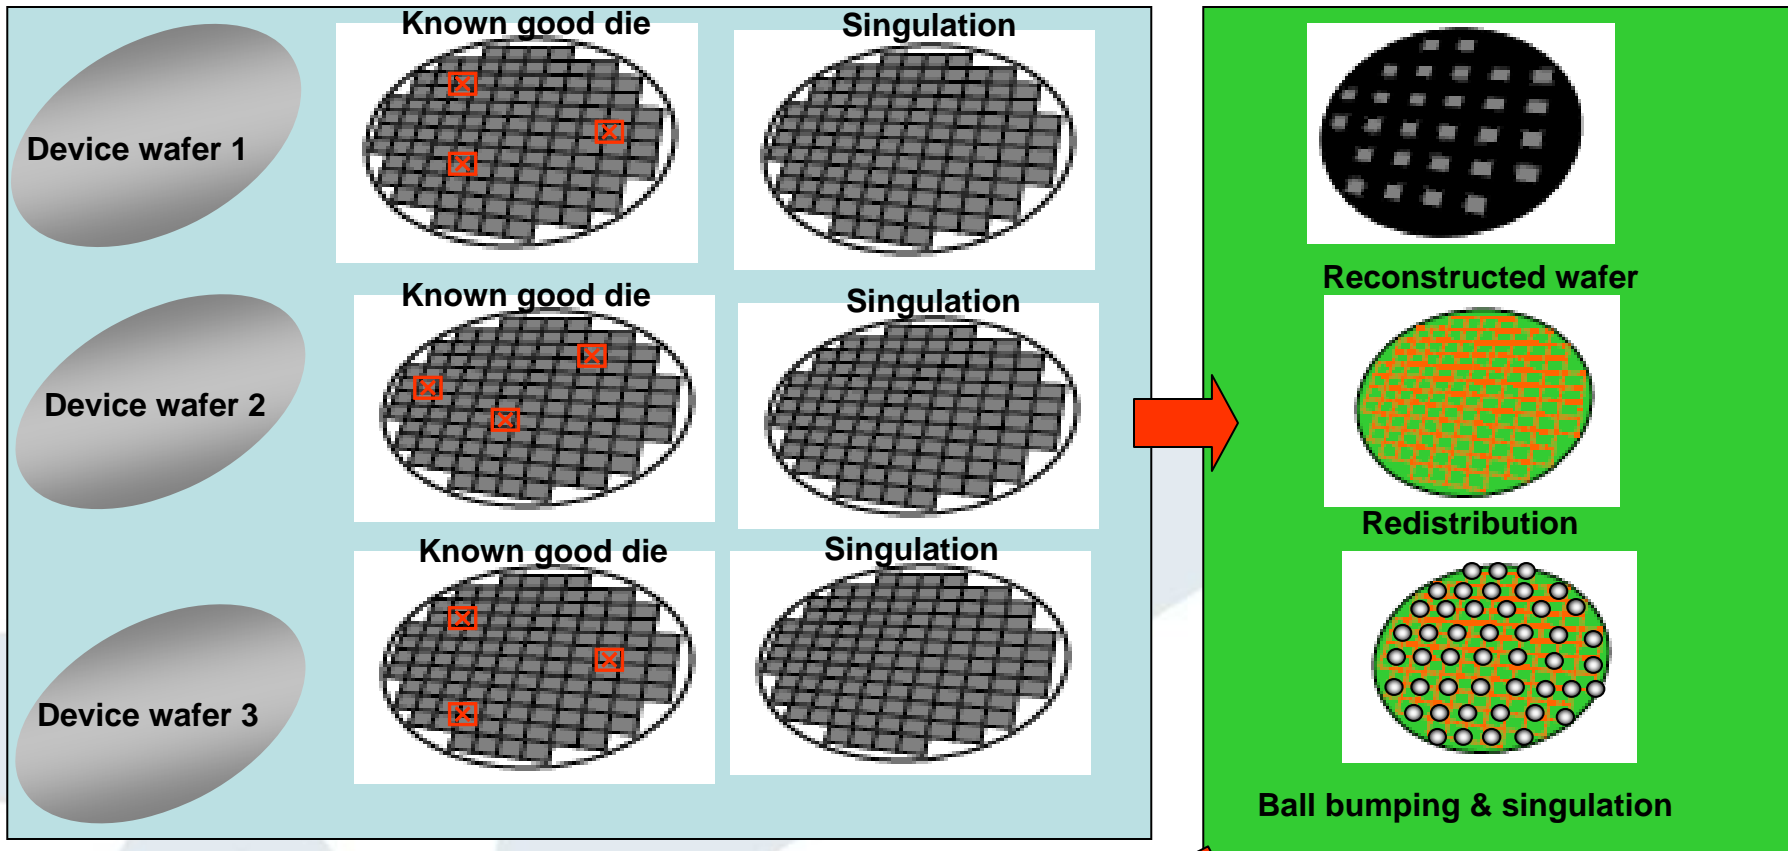 Known good die
Singulation
Device wafer 1
Known good die
Singulation
Device wafer 2
Known good die
Singulation
Device wafer 3
Reconstructed wafer
Redistribution
Ball bumping & singulation